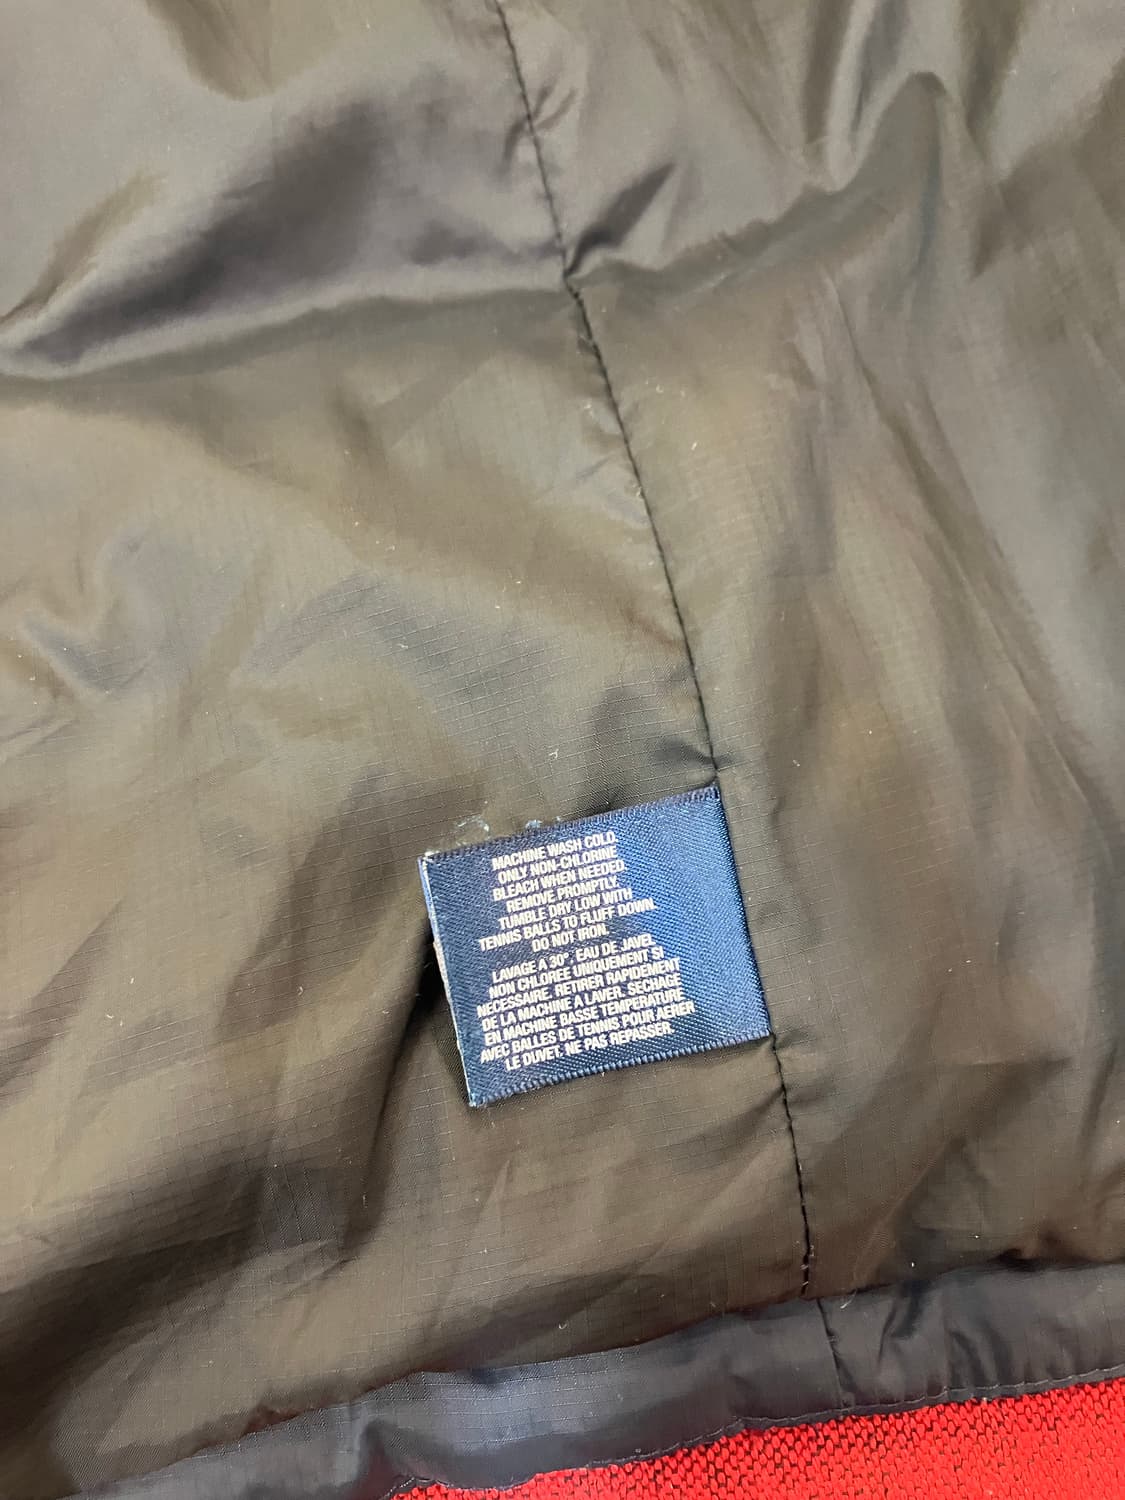 MACHINE WASH COLD.
ONLY NON-CHLORINE
BLEACH WHEN NEEDED
REMOVE PROMPTLY.
TUMBLE DRY LOW WITH
TENNIS BALLS TO FLUFF DOWN.
DO NOT IRON.
LAVAGE A 30°, EAU DE JAVEL
NON CHLOREE UNIQUEMENT SI
NECESSAIRE. RETIRER RAPIDEMENT
DE LA MACHINE A LAVER. SECHAGE
EN MACHINE BASSE TEMPERATURE
AVEC BALLES DE TENNIS POUR AERER
LE DUVET. NE PAS REPASSER.